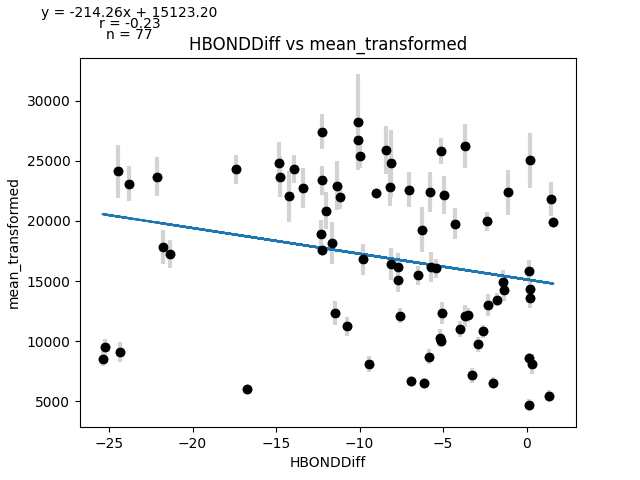 y = -214.26x + 15123.20
r = -0.23
n = 77
HBONDDiff vs mean_transformed
30000
25000
20000
15000
10000
5000
mean_transformed
−25
−20
−15
−10
−5
0
HBONDDiff